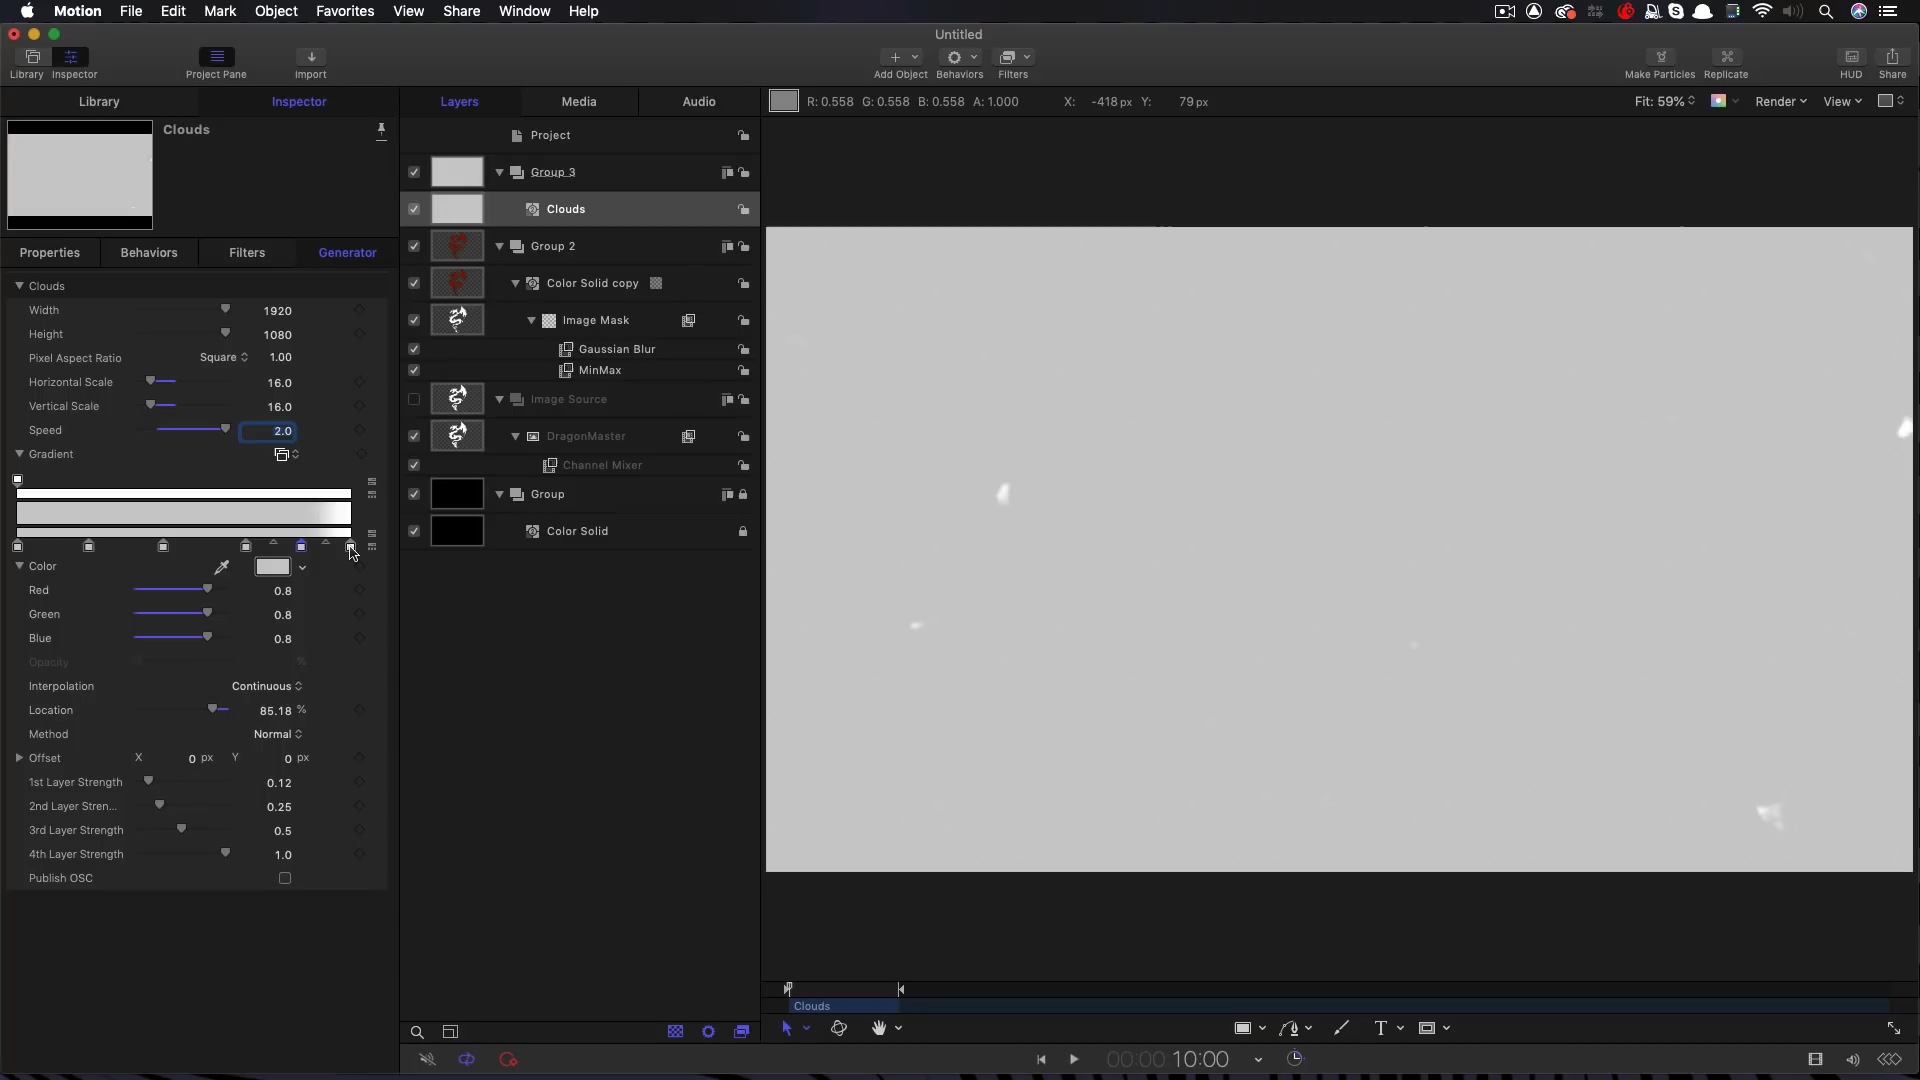 Motion File Edit Mark Object Favorites View Share Window Help
Untitled
Library Inspector Project Pane Import Add Object Behaviors Filters Make Particles Replicate HUD Share
Library Inspector
Layers Media Audio
R: 0.558 G: 0.558 B: 0.558 A: 1.000 X: -418 px Y: 79 px
Fit: 59% Render View
Clouds
Properties Behaviors Filters Generator
Clouds
Width 1920
Height 1080
Pixel Aspect Ratio Square 1.00
Horizontal Scale 16.0
Vertical Scale 16.0
Speed 2.0
Gradient
Color
Red 0.8
Green 0.8
Blue 0.8
Opacity %
Interpolation Continuous
Location 85.18 %
Method Normal
Offset X 0 px Y 0 px
1st Layer Strength 0.12
2nd Layer Stren... 0.25
3rd Layer Strength 0.5
4th Layer Strength 1.0
Publish OSC
Project
Group 3
Clouds
Group 2
Color Solid copy
Image Mask
Gaussian Blur
MinMax
Image Source
DragonMaster
Channel Mixer
Group
Color Solid
Clouds
T
00:00 10:00